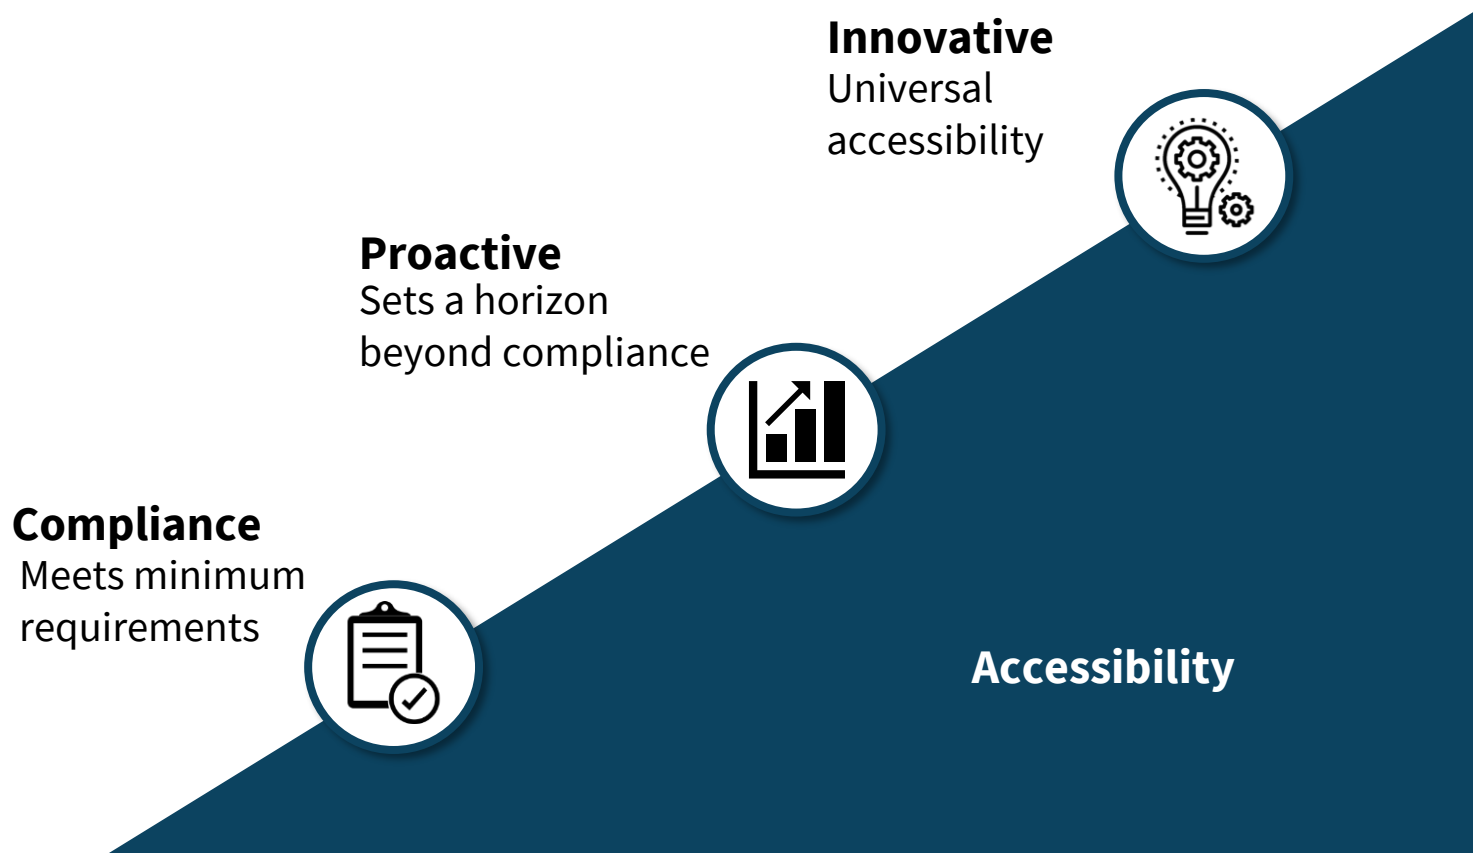 Innovative
Universal
accessibility
Proactive
Sets a horizon
beyond compliance
Compliance
Meets minimum
requirements
Accessibility